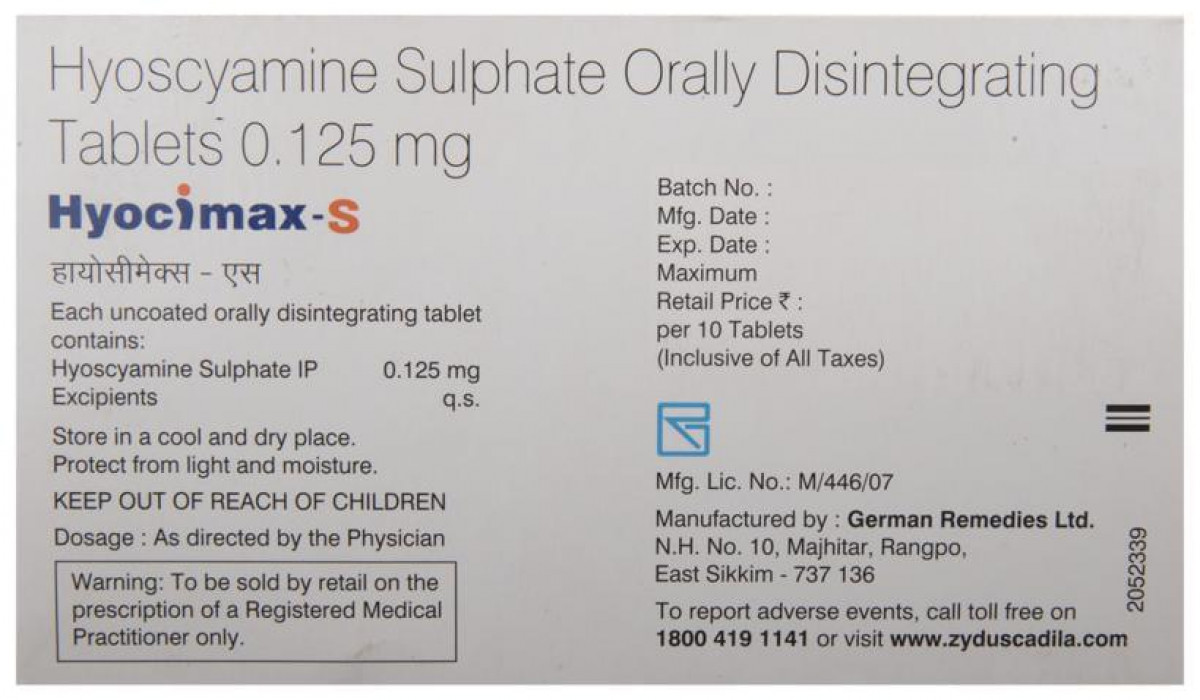 Hyoscyamine Sulphate Orally Disintegrating
Tablets 0.125 mg
Hyocimax-S
हायोसीमेक्स - एस
Each uncoated orally disintegrating tablet
contains:
Hyoscyamine Sulphate IP 0.125 mg
Excipients q.s.
Store in a cool and dry place.
Protect from light and moisture.
KEEP OUT OF REACH OF CHILDREN
Dosage : As directed by the Physician
Warning: To be sold by retail on the
prescription of a Registered Medical
Practitioner only.
Batch No. :
Mfg. Date :
Exp. Date :
Maximum
Retail Price ₹ :
per 10 Tablets
(Inclusive of All Taxes)
Mfg. Lic. No.: M/446/07
Manufactured by : German Remedies Ltd.
N.H. No. 10, Majhitar, Rangpo,
East Sikkim - 737 136
To report adverse events, call toll free on
1800 419 1141 or visit www.zyduscadila.com
2052339